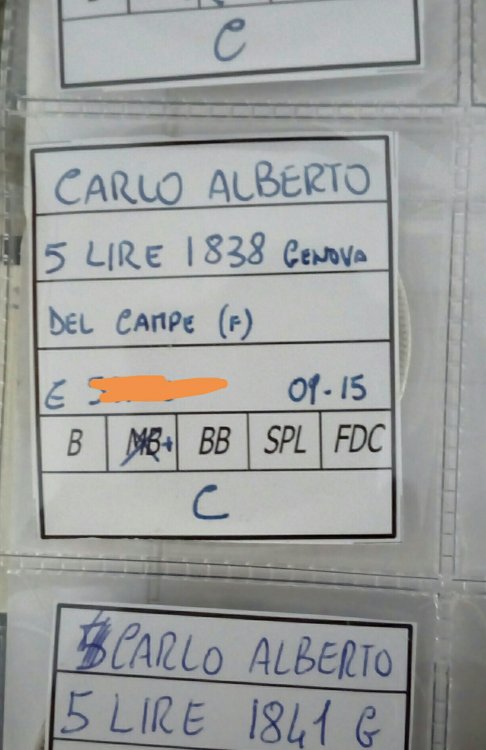 C
CARLO ALBERTO
5 LIRE 1838 GENOVA
DEL CAMPE (F)
€ 09-15
B MB+ BB SPL FDC
C
CARLO ALBERTO
5 LIRE 1841 G